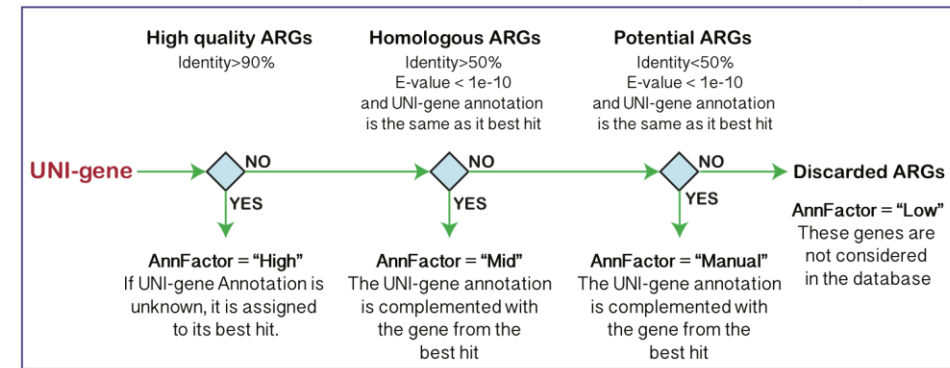 High quality ARGs
Identity>90%
Homologous ARGs
Identity>50%
E-value < 1e-10
and UNI-gene annotation
is the same as it best hit
Potential ARGs
Identity<50%
E-value < 1e-10
and UNI-gene annotation
is the same as it best hit
UNI-gene
NO
YES
NO
YES
NO
YES
Discarded ARGs
AnnFactor = “High”
If UNI-gene Annotation is
unknown, it is assigned
to its best hit.
AnnFactor = “Mid”
The UNI-gene annotation
is complemented with
the gene from the
best hit
AnnFactor = “Manual”
The UNI-gene annotation
is complemented with
the gene from the
best hit
AnnFactor = “Low”
These genes are
not considered
in the database